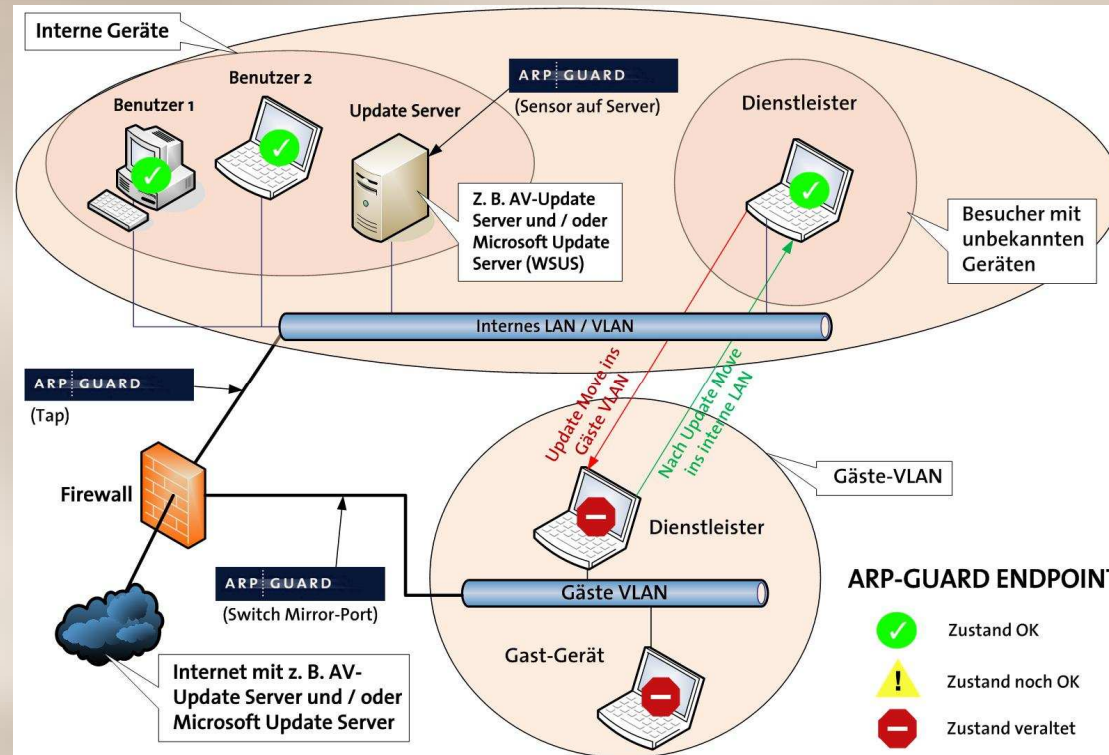 Interne Geräte
Benutzer 1
Benutzer 2
Update Server
ARP GUARD
(Sensor auf Server)
Dienstleister
Z. B. AV-Update
Server und / oder
Microsoft Update
Server (WSUS)
Besucher mit
unbekannten
Geräten
Internes LAN / VLAN
ARP GUARD
(Tap)
Update Move ins
Gäste VLAN
Nach Update Move
ins interne LAN
Firewall
Gäste-VLAN
Dienstleister
ARP GUARD
(Switch Mirror-Port)
Gäste VLAN
Gast-Gerät
Internet mit z. B. AV-
Update Server und / oder
Microsoft Update Server
ARP-GUARD ENDPOINT
Zustand OK
!
Zustand noch OK
Zustand veraltet